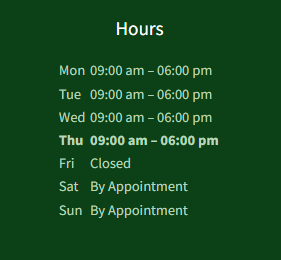 Hours
Mon 09:00 am – 06:00 pm
Tue 09:00 am – 06:00 pm
Wed 09:00 am – 06:00 pm
Thu 09:00 am – 06:00 pm
Fri Closed
Sat By Appointment
Sun By Appointment